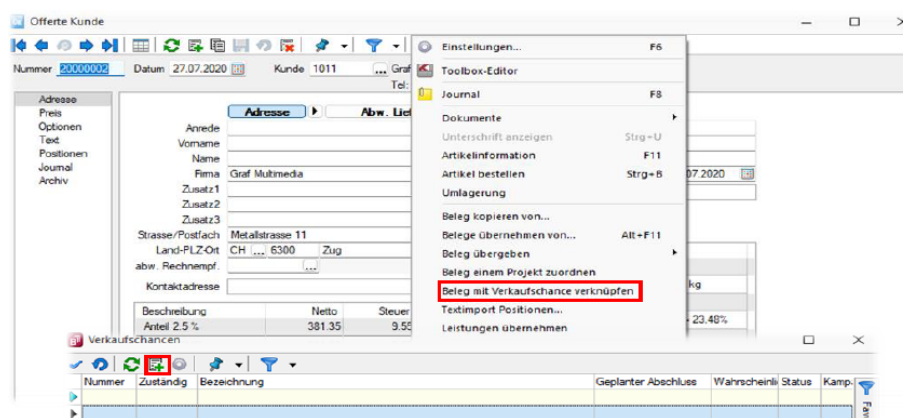 Offerte Kunde
Nummer 20000002 Datum 27.07.2020 Kunde 1011 ... Graf
Tel:
Adresse
Preis
Optionen
Text
Positionen
Journal
Archiv
Adresse Abw. Lief
Anrede
Vorname
Name
Firma Graf Multimedia
Zusatz1
Zusatz2
Zusatz3
Strasse/Postfach Metallstrasse 11
Land-PLZ-Ort CH ... 6300 Zug
abw. Rechnempf. ...
Kontaktadresse
Beschreibung Netto Steuer
Anteil 2.5 % 381.35 9.55
Einstellungen... F6
Toolbox-Editor
Journal F8
Dokumente
Unterschrift anzeigen Strg+U
Artikelinformation F11
Artikel bestellen Strg+B
Umlagerung
Beleg kopieren von...
Belege übernehmen von... Alt+F11
Beleg übergeben
Beleg einem Projekt zuordnen
Beleg mit Verkaufschance verknüpfen
Textimport Positionen...
Leistungen übernehmen
07.2020
kg
23.48%
Verkaufschancen
Nummer Zuständig Bezeichnung Geplanter Abschluss Wahrscheinli Status Kamp.
Fav